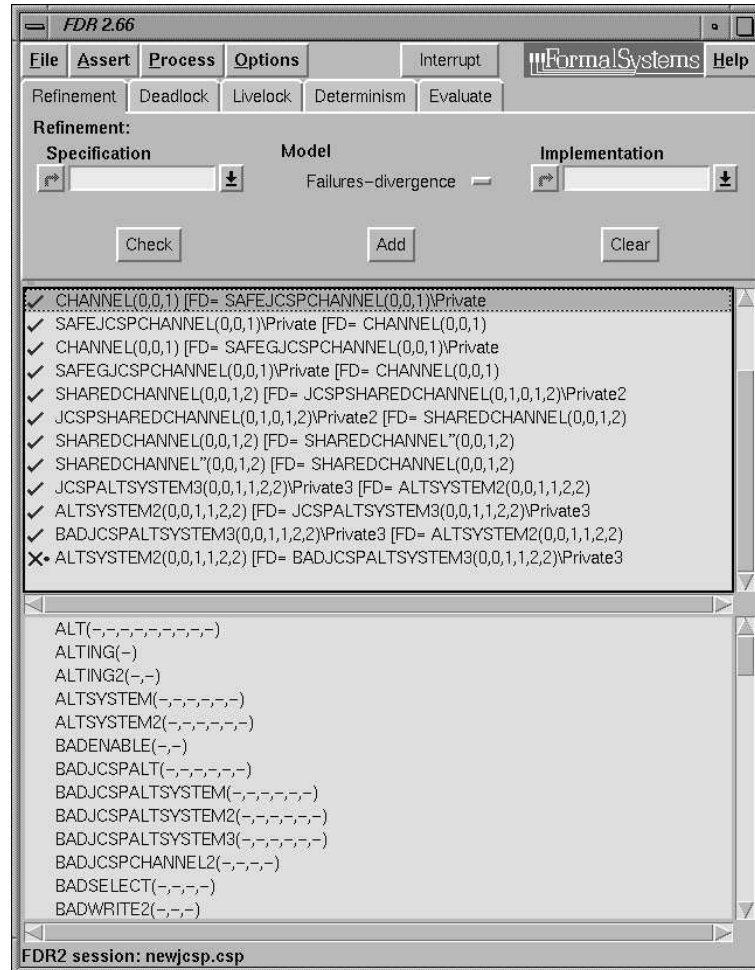 FDR 2.66
File Assert Process Options Interrupt FormalSystems Help
Refinement Deadlock Livelock Determinism Evaluate
Refinement:
Specification Model Implementation
Failures-divergence
Check Add Clear
CHANNEL(0,0,1) [FD= SAFEJCSPCHANNEL(0,0,1)\Private
SAFEJCSPCHANNEL(0,0,1)\Private [FD= CHANNEL(0,0,1)
CHANNEL(0,0,1) [FD= SAFEGJCSPCHANNEL(0,0,1)\Private
SAFEGJCSPCHANNEL(0,0,1)\Private [FD= CHANNEL(0,0,1)
SHAREDCHANNEL(0,0,1,2) [FD= JCSPSHAREDCHANNEL(0,1,0,1,2)\Private2
JCSPSHAREDCHANNEL(0,1,0,1,2)\Private2 [FD= SHAREDCHANNEL(0,0,1,2)
SHAREDCHANNEL(0,0,1,2) [FD= SHAREDCHANNEL''(0,0,1,2)
SHAREDCHANNEL''(0,0,1,2) [FD= SHAREDCHANNEL(0,0,1,2)
JCSPALTSYSTEM3(0,0,1,1,2,2)\Private3 [FD= ALTSYSTEM2(0,0,1,1,2,2)
ALTSYSTEM2(0,0,1,1,2,2) [FD= JCSPALTSYSTEM3(0,0,1,1,2,2)\Private3
BADJCSPALTSYSTEM3(0,0,1,1,2,2)\Private3 [FD= ALTSYSTEM2(0,0,1,1,2,2)
ALTSYSTEM2(0,0,1,1,2,2) [FD= BADJCSPALTSYSTEM3(0,0,1,1,2,2)\Private3
ALT(-,-,-,-,-,-,-,-,-)
ALTING(-)
ALTING2(-,-)
ALTSYSTEM(-,-,-,-,-,-)
ALTSYSTEM2(-,-,-,-,-,-)
BADENABLE(-,-)
BADJCSPALT(-,-,-,-,-,-)
BADJCSPALTSYSTEM(-,-,-,-,-,-)
BADJCSPALTSYSTEM2(-,-,-,-,-,-)
BADJCSPALTSYSTEM3(-,-,-,-,-,-)
BADJCSPCHANNEL2(-,-,-,-)
BADSELECT(-,-,-,-)
BADWRITE2(-,-,-)
FDR2 session: newjcsp.csp